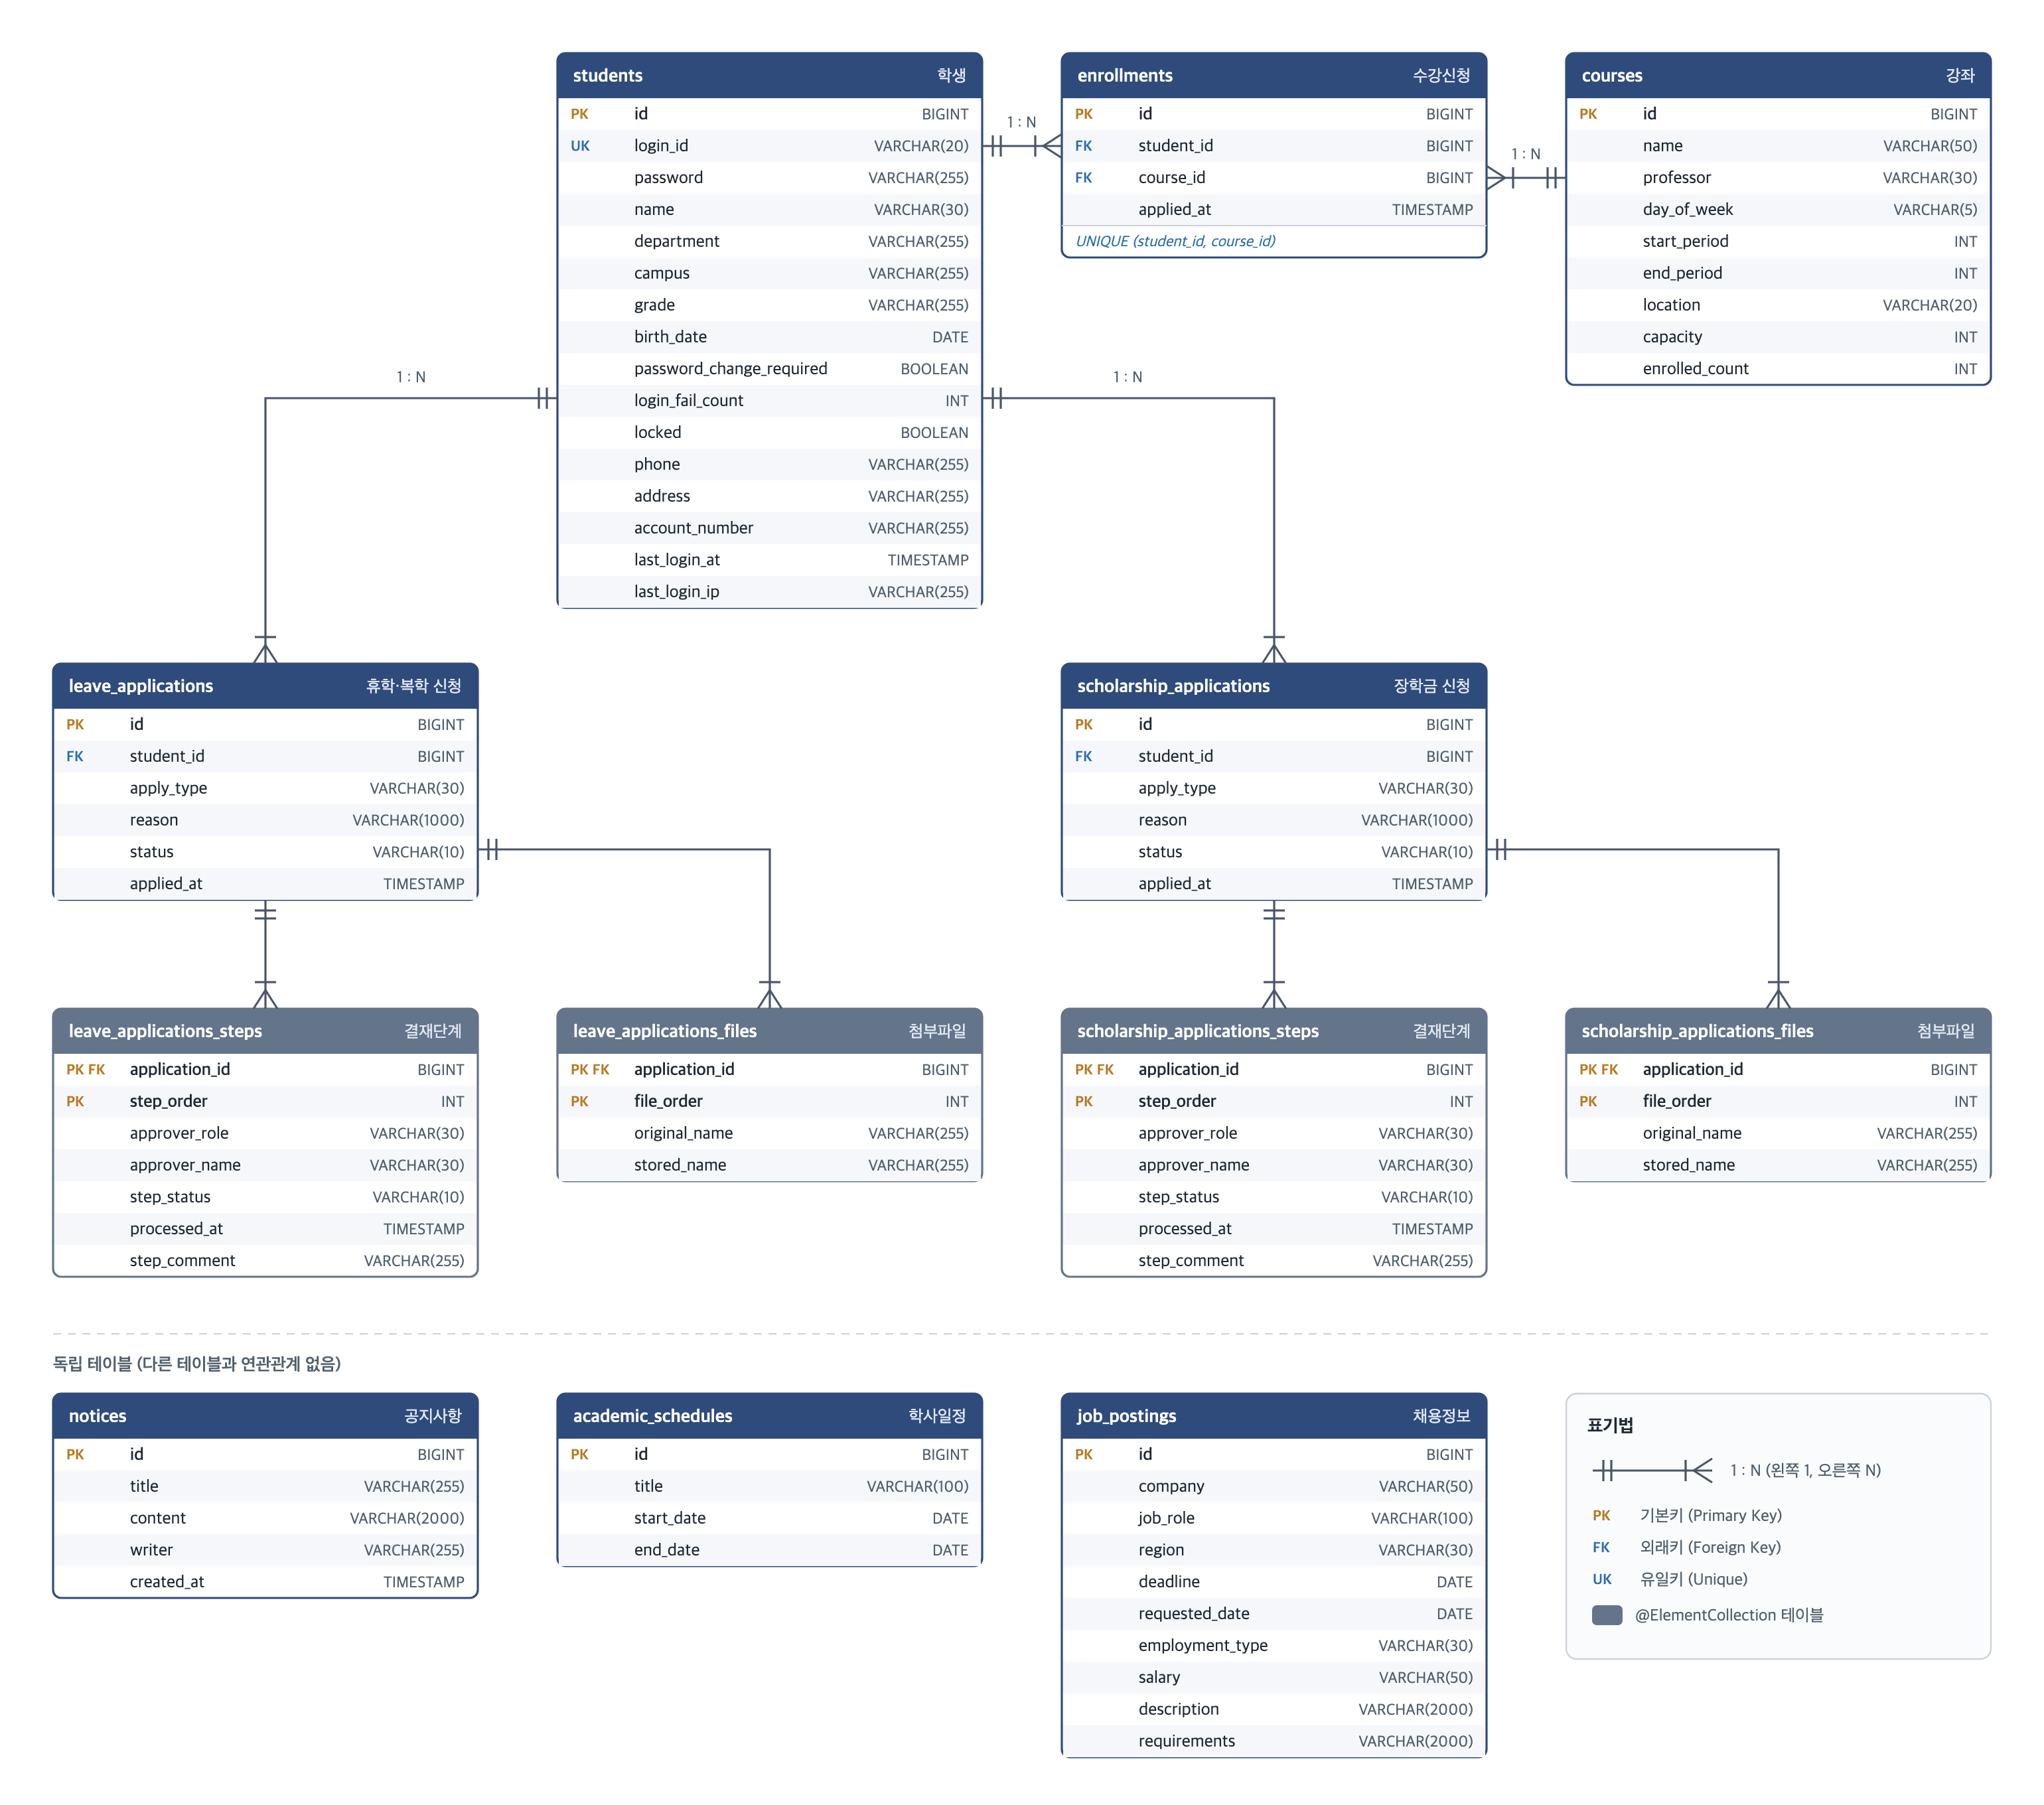 students 학생
PK id BIGINT
UK login_id VARCHAR(20)
password VARCHAR(255)
name VARCHAR(30)
department VARCHAR(255)
campus VARCHAR(255)
grade VARCHAR(255)
birth_date DATE
password_change_required BOOLEAN
login_fail_count INT
locked BOOLEAN
phone VARCHAR(255)
address VARCHAR(255)
account_number VARCHAR(255)
last_login_at TIMESTAMP
last_login_ip VARCHAR(255)
1 : N
enrollments 수강신청
PK id BIGINT
FK student_id BIGINT
FK course_id BIGINT
applied_at TIMESTAMP
UNIQUE (student_id, course_id)
1 : N
courses 강좌
PK id BIGINT
name VARCHAR(50)
professor VARCHAR(30)
day_of_week VARCHAR(5)
start_period INT
end_period INT
location VARCHAR(20)
capacity INT
enrolled_count INT
1 : N
1 : N
leave_applications 휴학·복학 신청
PK id BIGINT
FK student_id BIGINT
apply_type VARCHAR(30)
reason VARCHAR(1000)
status VARCHAR(10)
applied_at TIMESTAMP
scholarship_applications 장학금 신청
PK id BIGINT
FK student_id BIGINT
apply_type VARCHAR(30)
reason VARCHAR(1000)
status VARCHAR(10)
applied_at TIMESTAMP
leave_applications_steps 결재단계
PK FK application_id BIGINT
PK step_order INT
approver_role VARCHAR(30)
approver_name VARCHAR(30)
step_status VARCHAR(10)
processed_at TIMESTAMP
step_comment VARCHAR(255)
leave_applications_files 첨부파일
PK FK application_id BIGINT
PK file_order INT
original_name VARCHAR(255)
stored_name VARCHAR(255)
scholarship_applications_steps 결재단계
PK FK application_id BIGINT
PK step_order INT
approver_role VARCHAR(30)
approver_name VARCHAR(30)
step_status VARCHAR(10)
processed_at TIMESTAMP
step_comment VARCHAR(255)
scholarship_applications_files 첨부파일
PK FK application_id BIGINT
PK file_order INT
original_name VARCHAR(255)
stored_name VARCHAR(255)
독립 테이블 (다른 테이블과 연관관계 없음)
notices 공지사항
PK id BIGINT
title VARCHAR(255)
content VARCHAR(2000)
writer VARCHAR(255)
created_at TIMESTAMP
academic_schedules 학사일정
PK id BIGINT
title VARCHAR(100)
start_date DATE
end_date DATE
job_postings 채용정보
PK id BIGINT
company VARCHAR(50)
job_role VARCHAR(100)
region VARCHAR(30)
deadline DATE
requested_date DATE
employment_type VARCHAR(30)
salary VARCHAR(50)
description VARCHAR(2000)
requirements VARCHAR(2000)
표기법
1 : N (왼쪽 1, 오른쪽 N)
PK 기본키 (Primary Key)
FK 외래키 (Foreign Key)
UK 유일키 (Unique)
@ElementCollection 테이블